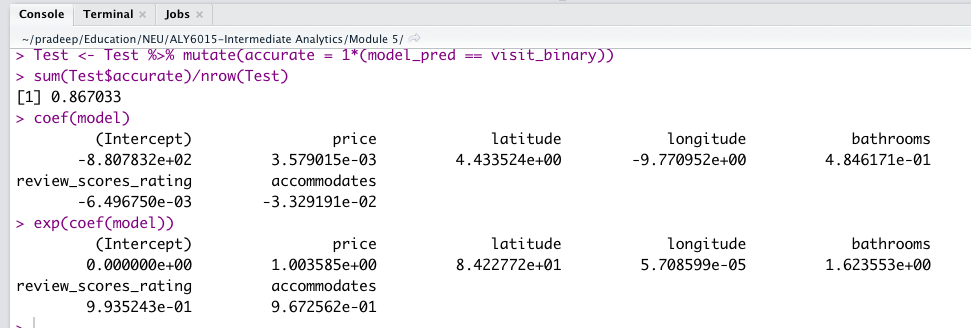 Console Terminal × Jobs ×
~/pradeep/Education/NEU/ALY6015-Intermediate Analytics/Module 5/
> Test <- Test %>% mutate(accurate = 1*(model_pred == visit_binary))
> sum(Test$accurate)/nrow(Test)
[1] 0.867033
> coef(model)
(Intercept) price latitude longitude bathrooms
-8.807832e+02 3.579015e-03 4.433524e+00 -9.770952e+00 4.846171e-01
review_scores_rating accommodates
-6.496750e-03 -3.329191e-02
> exp(coef(model))
(Intercept) price latitude longitude bathrooms
0.000000e+00 1.003585e+00 8.422772e+01 5.708599e-05 1.623553e+00
review_scores_rating accommodates
9.935243e-01 9.672562e-01
>